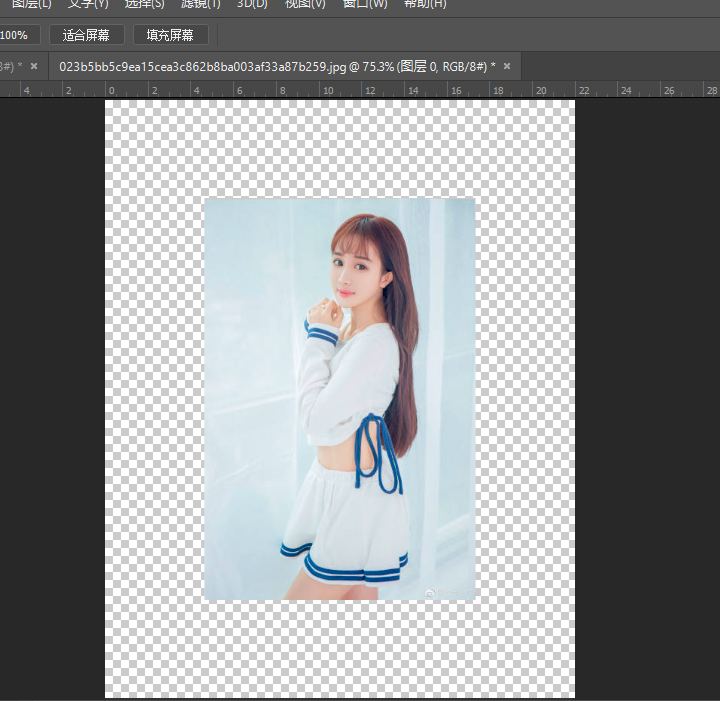 图层(L) 文字(Y) 选择(S) 滤镜(T) 3D(D) 视图(V) 窗口(W) 帮助(H)
100% 适合屏幕 填充屏幕
8#) * × 023b5bb5c9ea15cea3c862b8ba003af33a87b259.jpg @ 75.3% (图层 0, RGB/8#) * ×
4 2 0 2 4 6 8 10 12 14 16 18 20 22 24 26 28